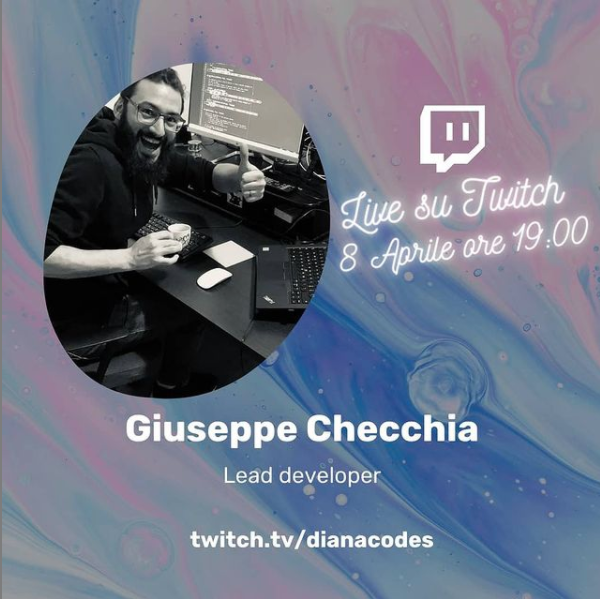 Live su Twitch
8 Aprile ore 19:00
Giuseppe Checchia
Lead developer
twitch.tv/dianacodes